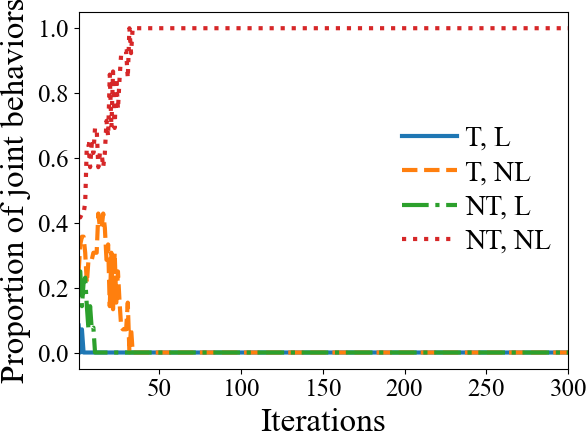 Proportion of joint behaviors
1.0
0.8
0.6
0.4
0.2
0.0
T, L
T, NL
NT, L
NT, NL
50 100 150 200 250 300
Iterations